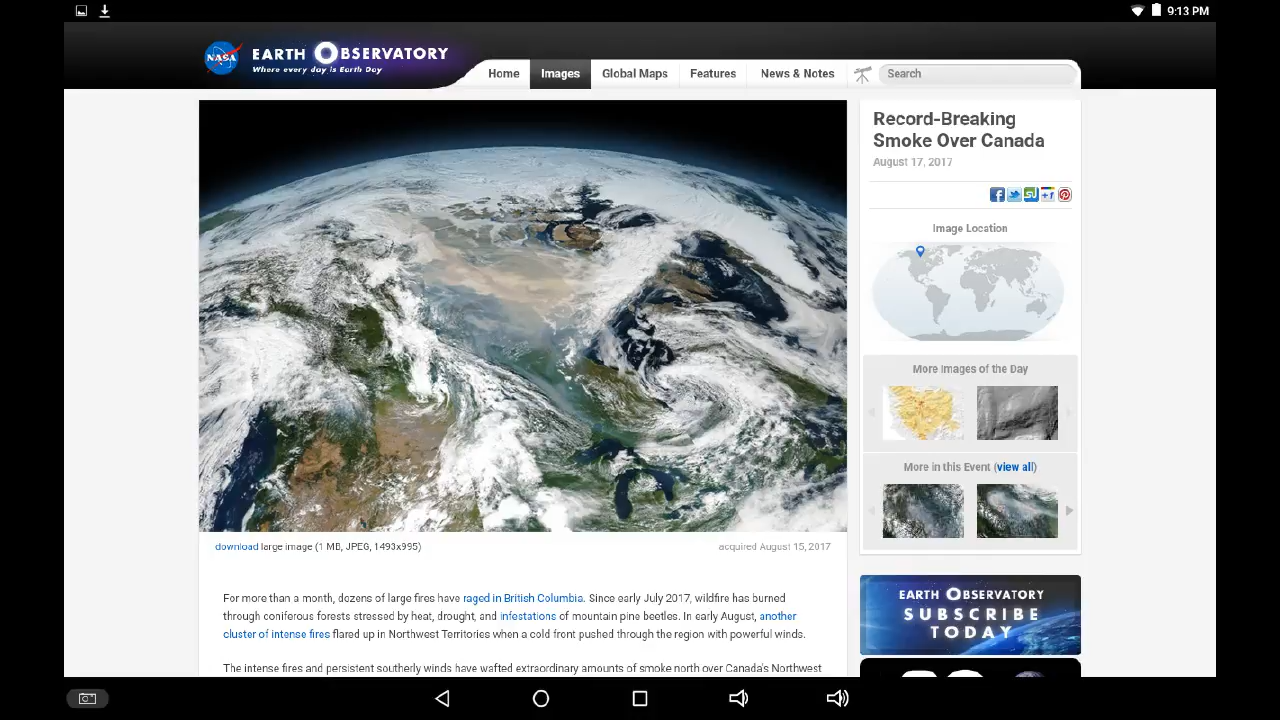 9:13 PM
NASA
EARTH OBSERVATORY
Where every day is Earth Day
Home
Images
Global Maps
Features
News & Notes
Search
Record-Breaking
Smoke Over Canada
August 17, 2017
Image Location
More Images of the Day
More in this Event (view all)
download large image (1 MB, JPEG, 1493x995)
acquired August 15, 2017
For more than a month, dozens of large fires have raged in British Columbia. Since early July 2017, wildfire has burned
through coniferous forests stressed by heat, drought, and infestations of mountain pine beetles. In early August, another
cluster of intense fires flared up in Northwest Territories when a cold front pushed through the region with powerful winds.
The intense fires and persistent southerly winds have wafted extraordinary amounts of smoke north over Canada's Northwest
EARTH OBSERVATORY
SUBSCRIBE
TODAY